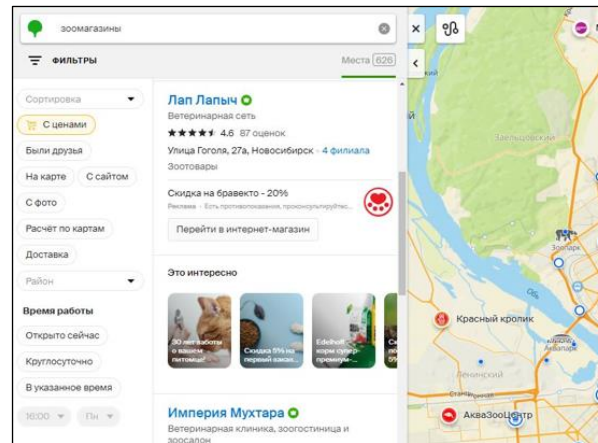 зоомагазины
ФИЛЬТРЫ
Места 626
Сортировка
С ценами
Были друзья
На карте
С сайтом
С фото
Расчёт по картам
Доставка
Район
Время работы
Открыто сейчас
Круглосуточно
В указанное время
16:00
Пн
Лап Лапыч
Ветеринарная сеть
4.6 87 оценок
Улица Гоголя, 27а, Новосибирск · 4 филиала
Зоотовары
Скидка на бравекто - 20%
Реклама · Есть противопоказания, проконсультируйтес...
Перейти в интернет-магазин
Это интересно
30 лет заботы
о вашем
питомце!
Скидка 5% на
первый заказ...
Edelhoff
корм супер-
премиум-...
Империя Мухтара
Ветеринарная клиника, зоогостиница и
зоосалон
Заельцовский
Зоопарк
Обь
Красный кролик
Аквапарк
Ленинский
Станционная
АкваЗооЦентр